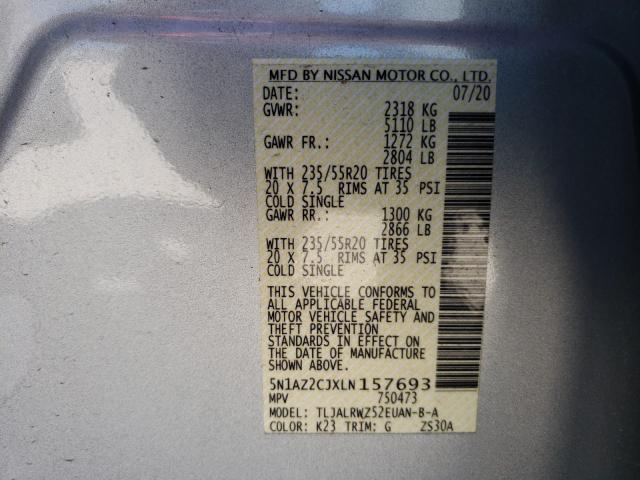 MFD BY NISSAN MOTOR CO., LTD.
DATE: 07/20
GVWR: 2318 KG
5110 LB
GAWR FR.: 1272 KG
2804 LB
WITH 235/55R20 TIRES
20 X 7.5 RIMS AT 35 PSI
COLD SINGLE
GAWR RR.: 1300 KG
2866 LB
WITH 235/55R20 TIRES
20 X 7.5 RIMS AT 35 PSI
COLD SINGLE
THIS VEHICLE CONFORMS TO
ALL APPLICABLE FEDERAL
MOTOR VEHICLE SAFETY AND
THEFT PREVENTION
STANDARDS IN EFFECT ON
THE DATE OF MANUFACTURE
SHOWN ABOVE.
5N1AZ2CJXLN157693
MPV 750473
MODEL: TLJALRWZ52EUAN-B-A
COLOR: K23 TRIM: G ZS30A